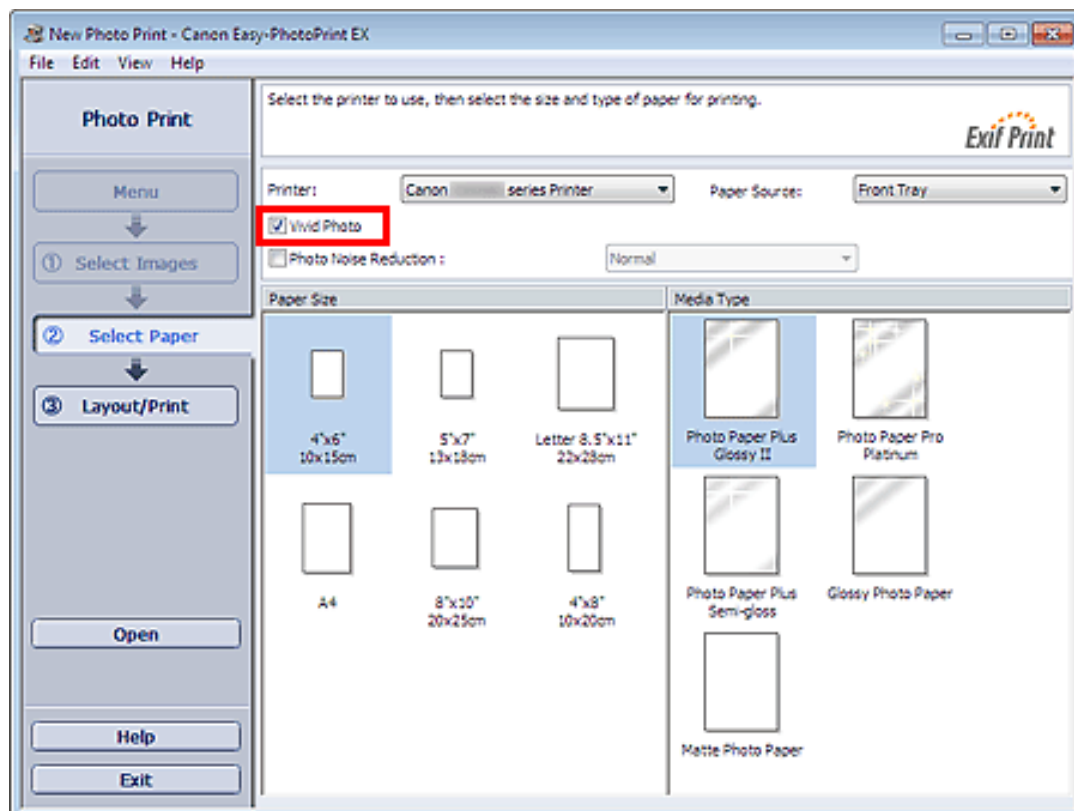 New Photo Print - Canon Easy-PhotoPrint EX
File Edit View Help
Photo Print
Select the printer to use, then select the size and type of paper for printing.
Exif Print
Menu
① Select Images
② Select Paper
③ Layout/Print
Open
Help
Exit
Printer: Canon series Printer Paper Source: Front Tray
Vivid Photo
Photo Noise Reduction : Normal
Paper Size
4"x6"
10x15cm
5"x7"
13x18cm
Letter 8.5"x11"
22x28cm
A4
8"x10"
20x25cm
4"x8"
10x20cm
Media Type
Photo Paper Plus
Glossy II
Photo Paper Pro
Platinum
Photo Paper Plus
Semi-gloss
Glossy Photo Paper
Matte Photo Paper